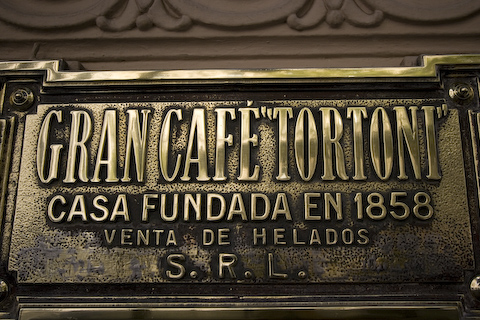 GRAN CAFÉ "TORTONI"
CASA FUNDADA EN 1858
VENTA DE HELADOS
S. R. L.